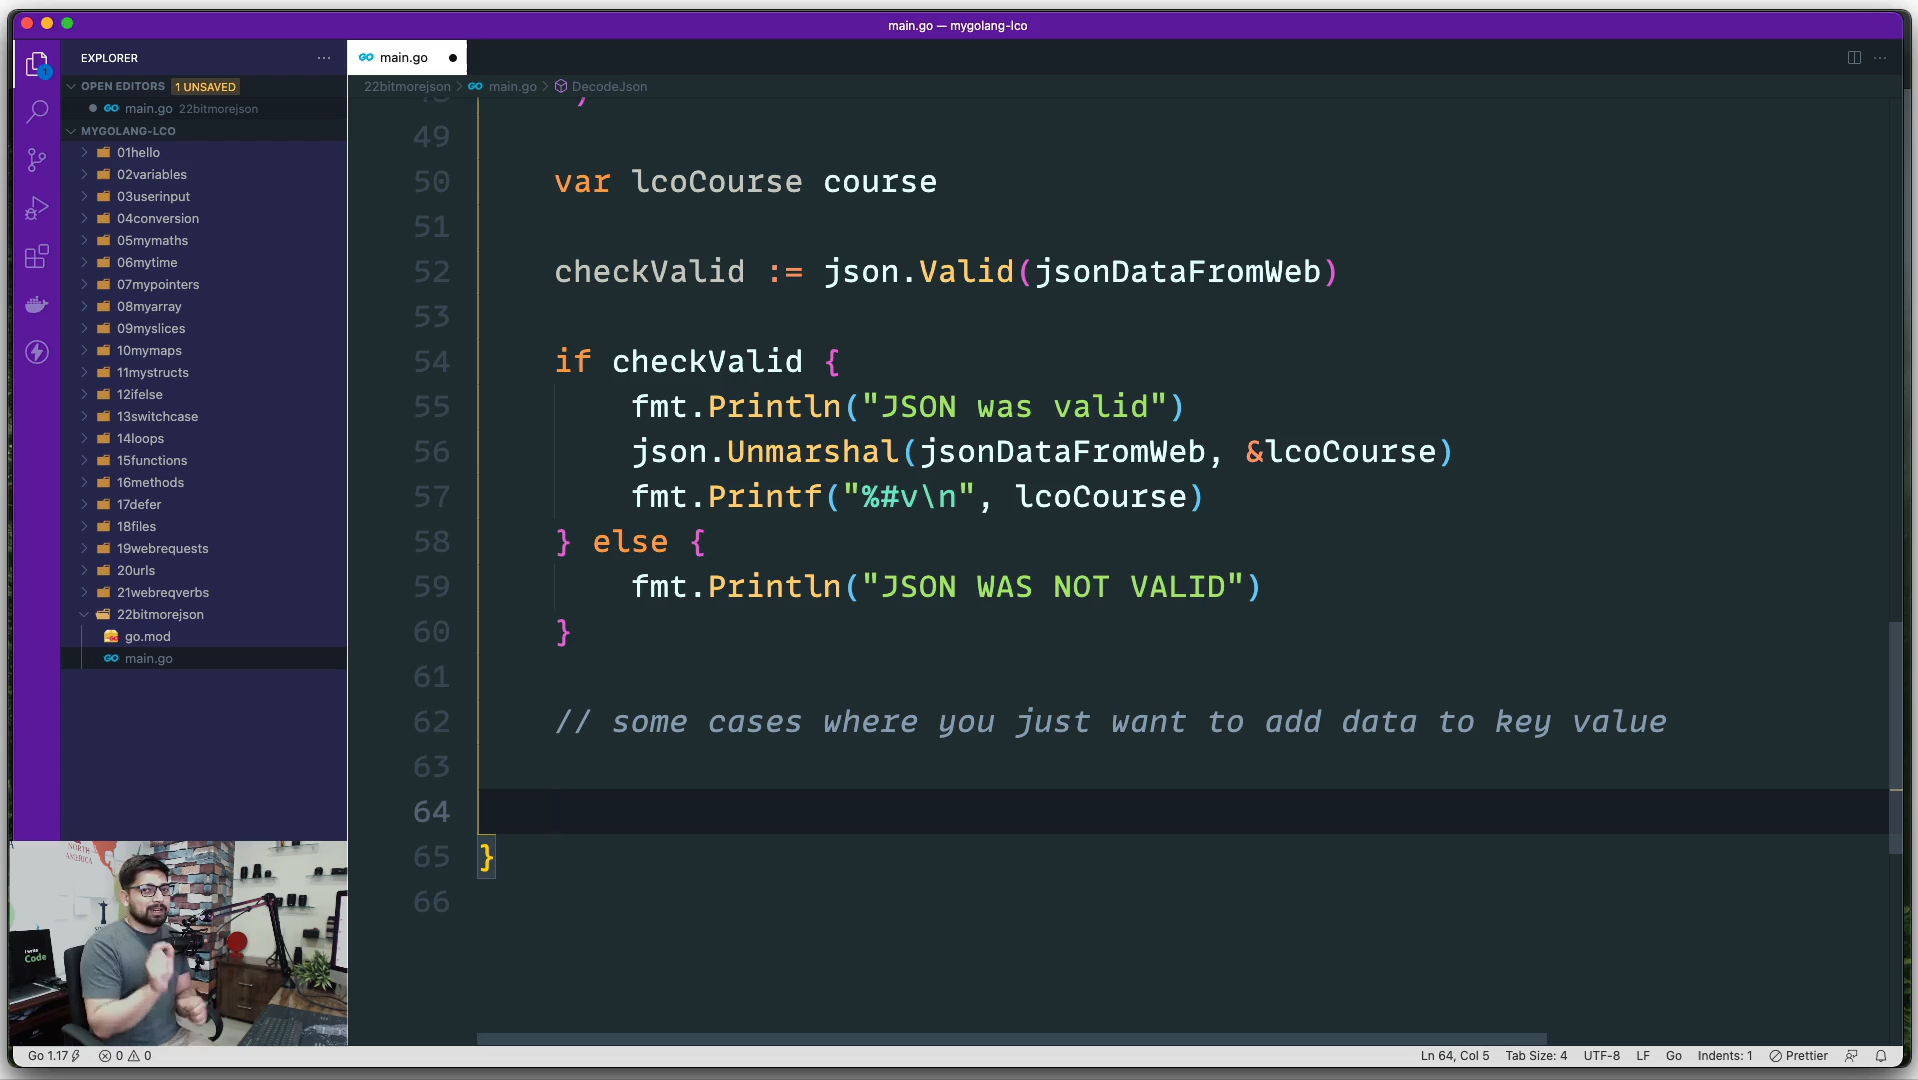 main.go — mygolang-lco
EXPLORER
main.go
OPEN EDITORS 1 UNSAVED
22bitmorejson > main.go > DecodeJson
main.go 22bitmorejson
MYGOLANG-LCO
01hello
02variables
03userinput
04conversion
05mymaths
06mytime
07mypointers
08myarray
09myslices
10mymaps
11mystructs
12ifelse
13switchcase
14loops
15functions
16methods
17defer
18files
19webrequests
20urls
21webreqverbs
22bitmorejson
go.mod
main.go
49
50 var lcoCourse course
51
52 checkValid := json.Valid(jsonDataFromWeb)
53
54 if checkValid {
55 fmt.Println("JSON was valid")
56 json.Unmarshal(jsonDataFromWeb, &lcoCourse)
57 fmt.Printf("%#v\n", lcoCourse)
58 } else {
59 fmt.Println("JSON WAS NOT VALID")
60 }
61
62 // some cases where you just want to add data to key value
63
64
65 }
66
NORTH
AMERICA
I write
Code
Go 1.17 0 0 Ln 64, Col 5 Tab Size: 4 UTF-8 LF Go Indents: 1 Prettier